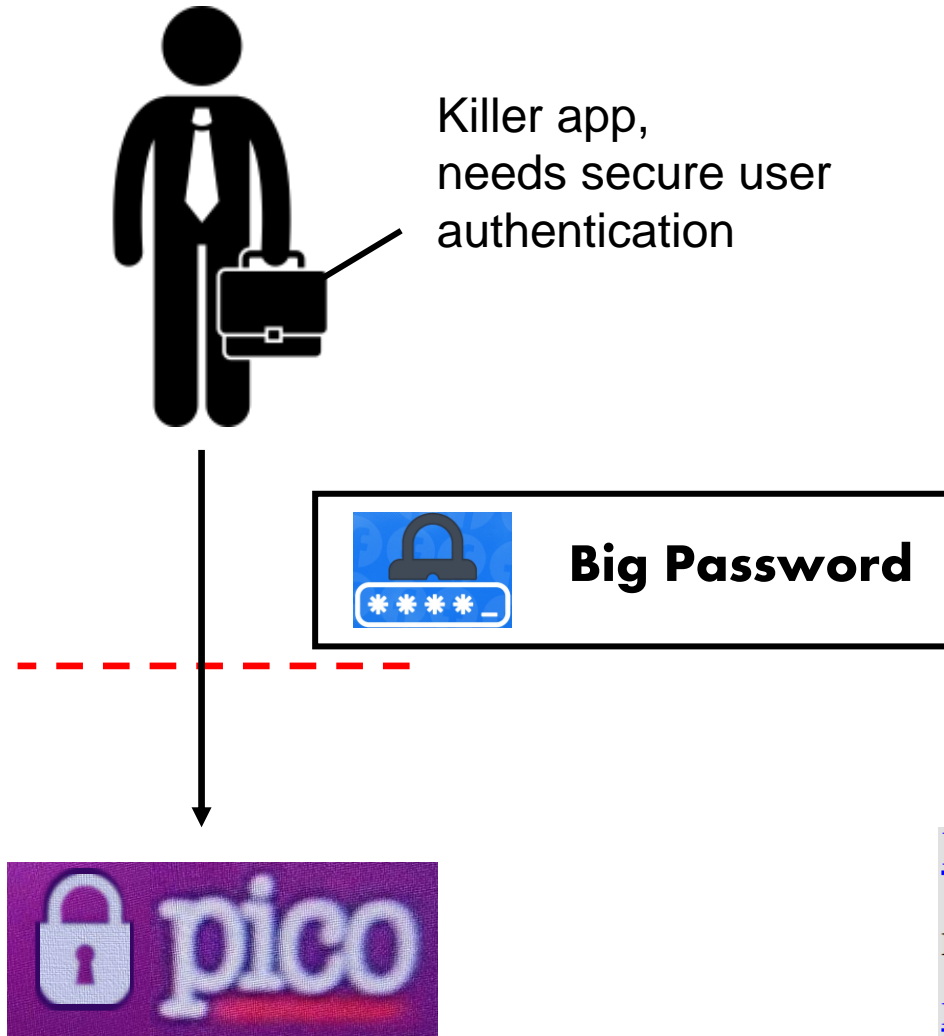 Killer app,
needs secure user
authentication
Big Password
****_
pico